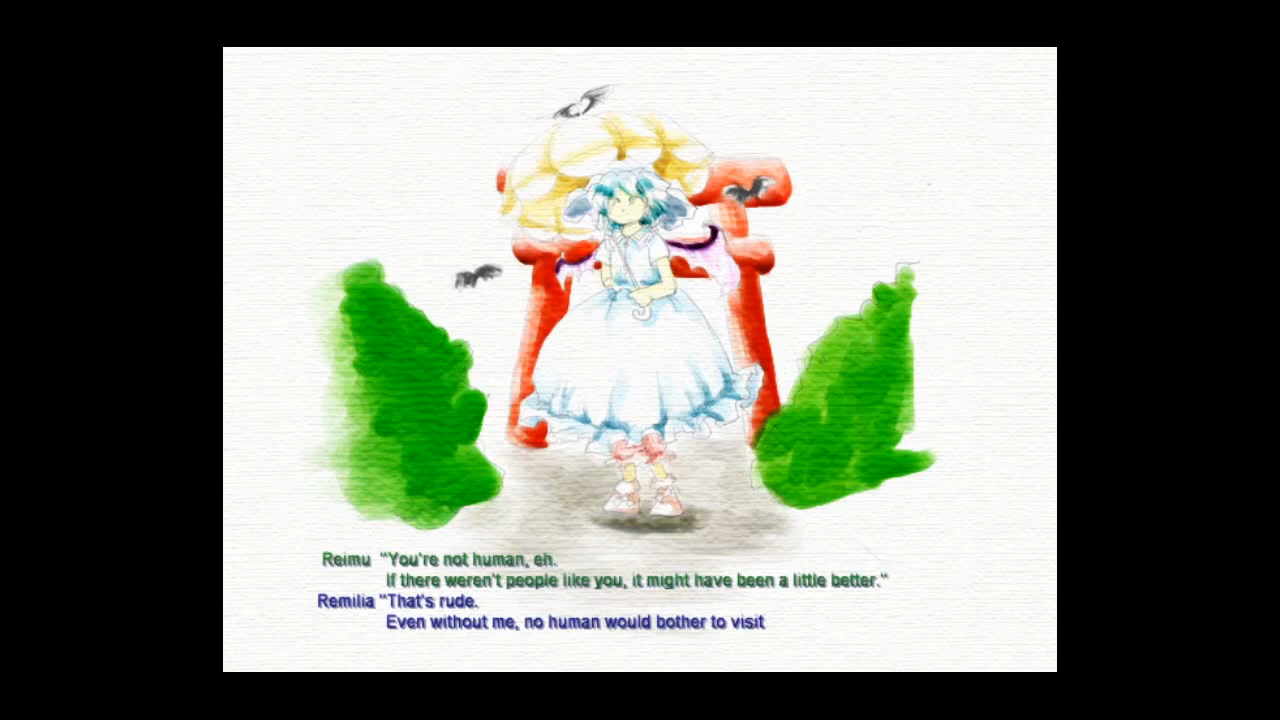 Reimu "You're not human, eh.
If there weren't people like you, it might have been a little better."
Remilia "That's rude.
Even without me, no human would bother to visit